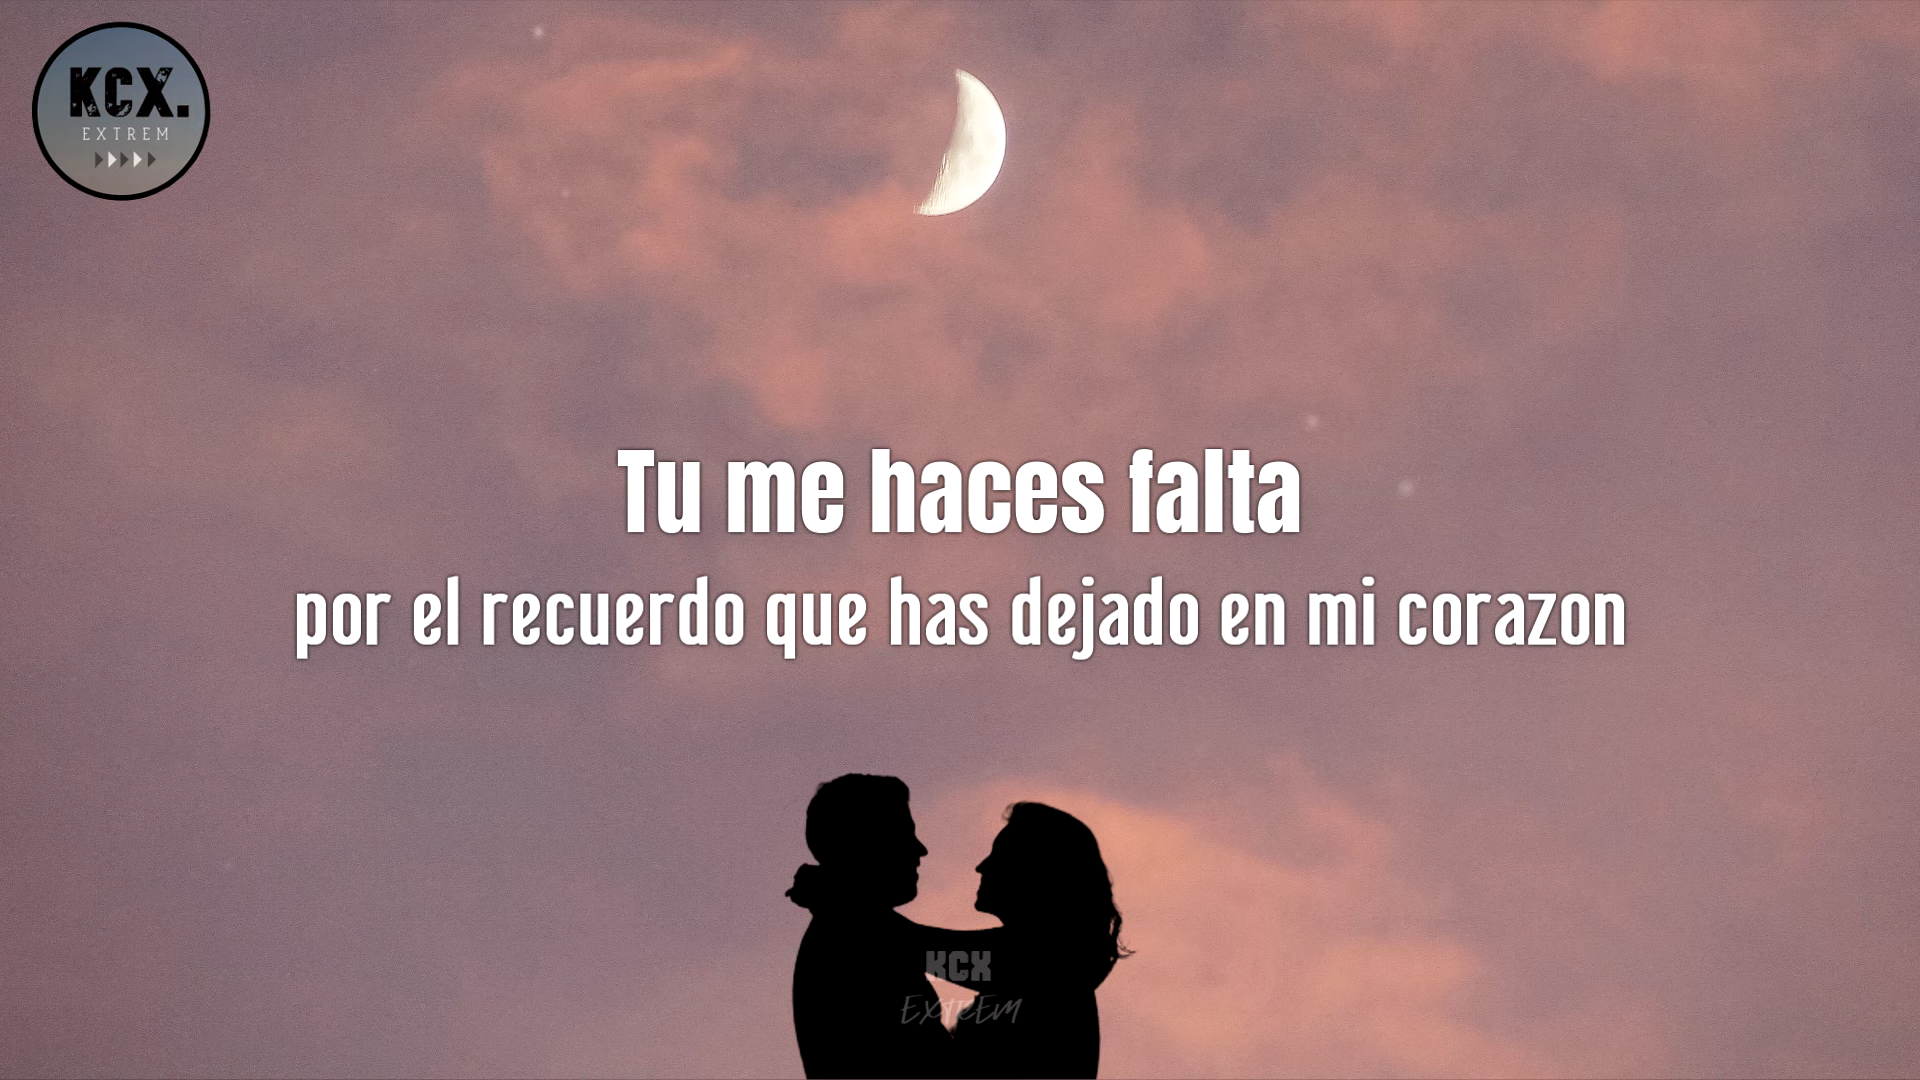 KCX.
EXTREM
Tu me haces falta
por el recuerdo que has dejado en mi corazon
KCX
EXTREM